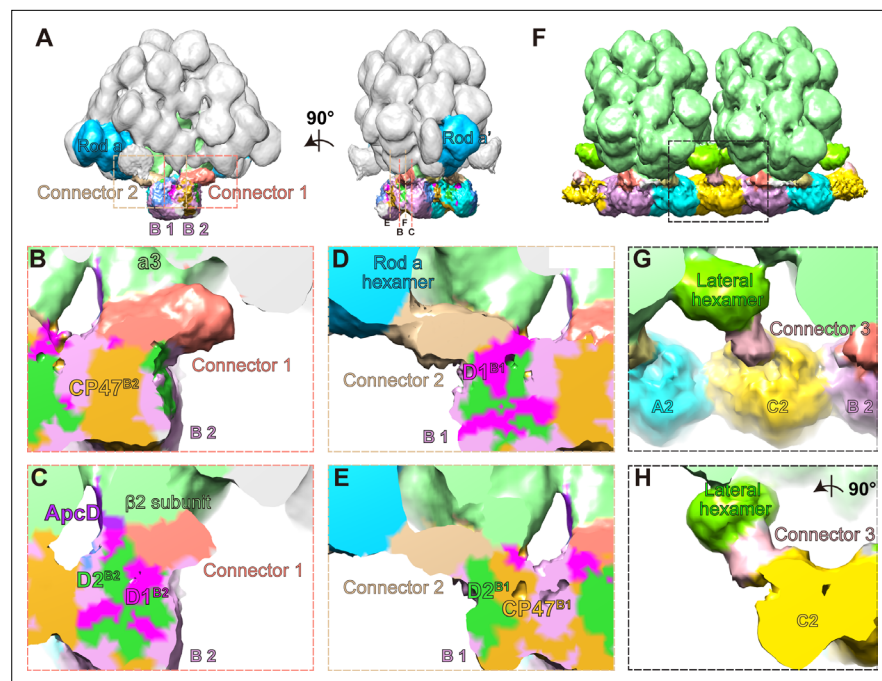 A
Rod a
Connector 2
Connector 1
B 1 B 2
90°
Rod a'
E
B
F
C
F
B
a3
Connector 1
CP47B2
B 2
C
β2 subunit
ApcD
Connector 1
D2B2
D1B2
B 2
D
Rod a
hexamer
Connector 2
D1B1
B 1
E
Connector 2
D2B1
CP47B1
B 1
G
Lateral
hexamer
Connector 3
A2
C2
B 2
H
90°
Lateral
hexamer
Connector 3
C2